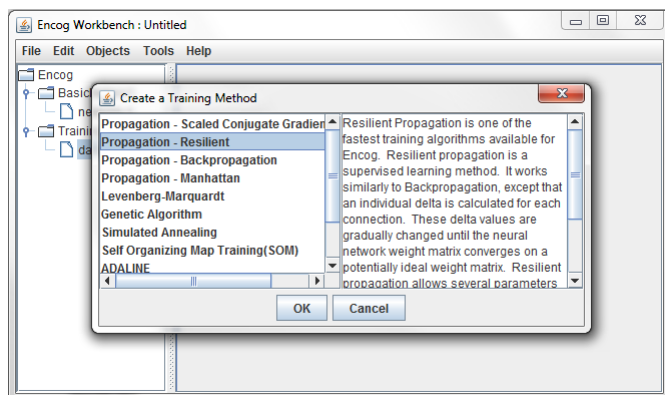 Encog Workbench : Untitled
File Edit Objects Tools Help
Encog
Basic
ne
Traini
da
Create a Training Method
Propagation - Scaled Conjugate Gradien
Propagation - Resilient
Propagation - Backpropagation
Propagation - Manhattan
Levenberg-Marquardt
Genetic Algorithm
Simulated Annealing
Self Organizing Map Training(SOM)
ADALINE
Resilient Propagation is one of the
fastest training algorithms available for
Encog. Resilient propagation is a
supervised learning method. It works
similarly to Backpropagation, except that
an individual delta is calculated for each
connection. These delta values are
gradually changed until the neural
network weight matrix converges on a
potentially ideal weight matrix. Resilient
propagation allows several parameters
OK Cancel